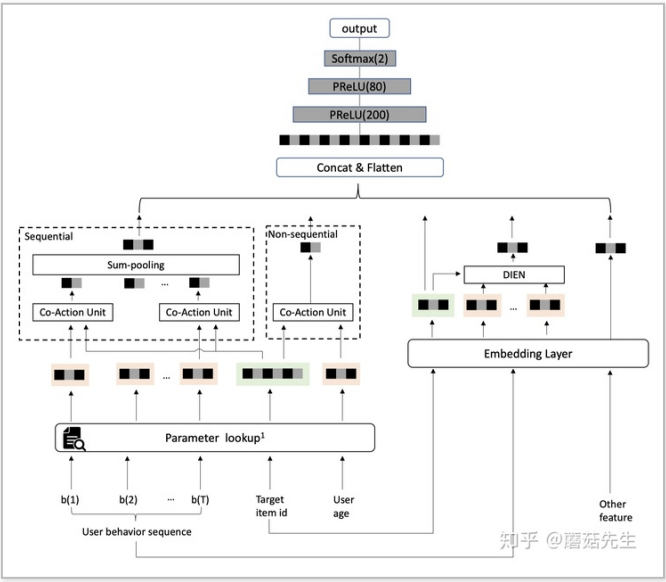 output
Softmax(2)
PReLU(80)
PReLU(200)
Concat & Flatten
Sequential
Non-sequential
Sum-pooling
...
DIEN
Co-Action Unit
Co-Action Unit
Co-Action Unit
...
Embedding Layer
...
Parameter lookup1
b(1)
b(2)
...
b(T)
Target
item id
User
age
Other
feature
User behavior sequence
知乎 @蘑菇先生